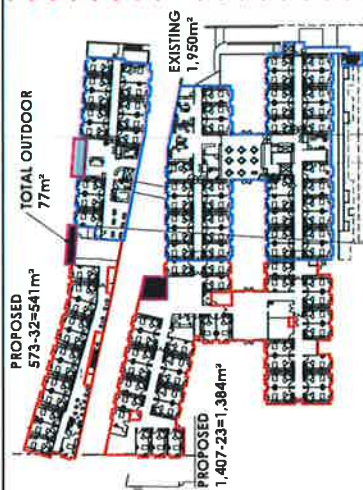 PROPOSED
573-32=541m²
TOTAL OUTDOOR
77m²
EXISTING
1,950m²
PROPOSED
1,407-23=1,384m²